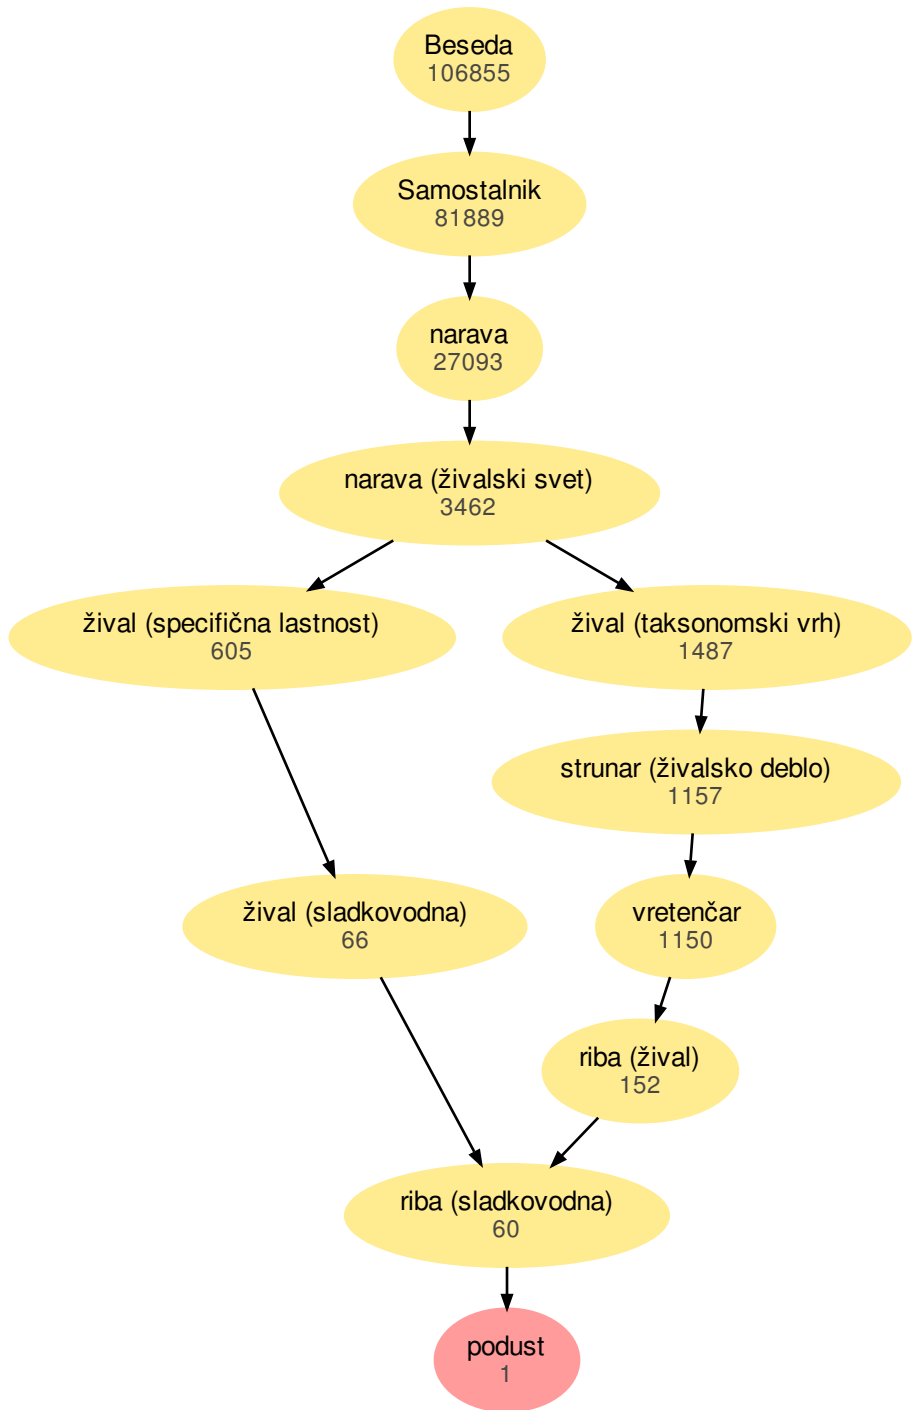 Beseda
106855
Samostalnik
81889
narava
27093
narava (živalski svet)
3462
žival (specifična lastnost)
605
žival (taksonomski vrh)
1487
strunar (živalsko deblo)
1157
žival (sladkovodna)
66
vretenčar
1150
riba (žival)
152
riba (sladkovodna)
60
podust
1